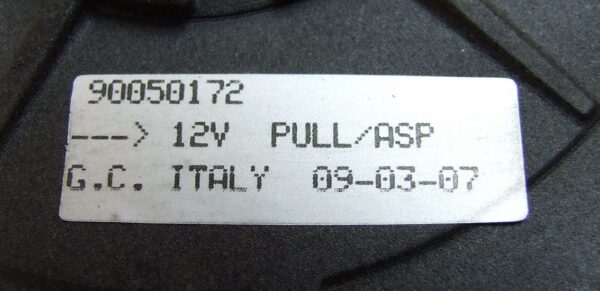 90050172
---> 12V PULL/ASP
G.C. ITALY 09-03-07